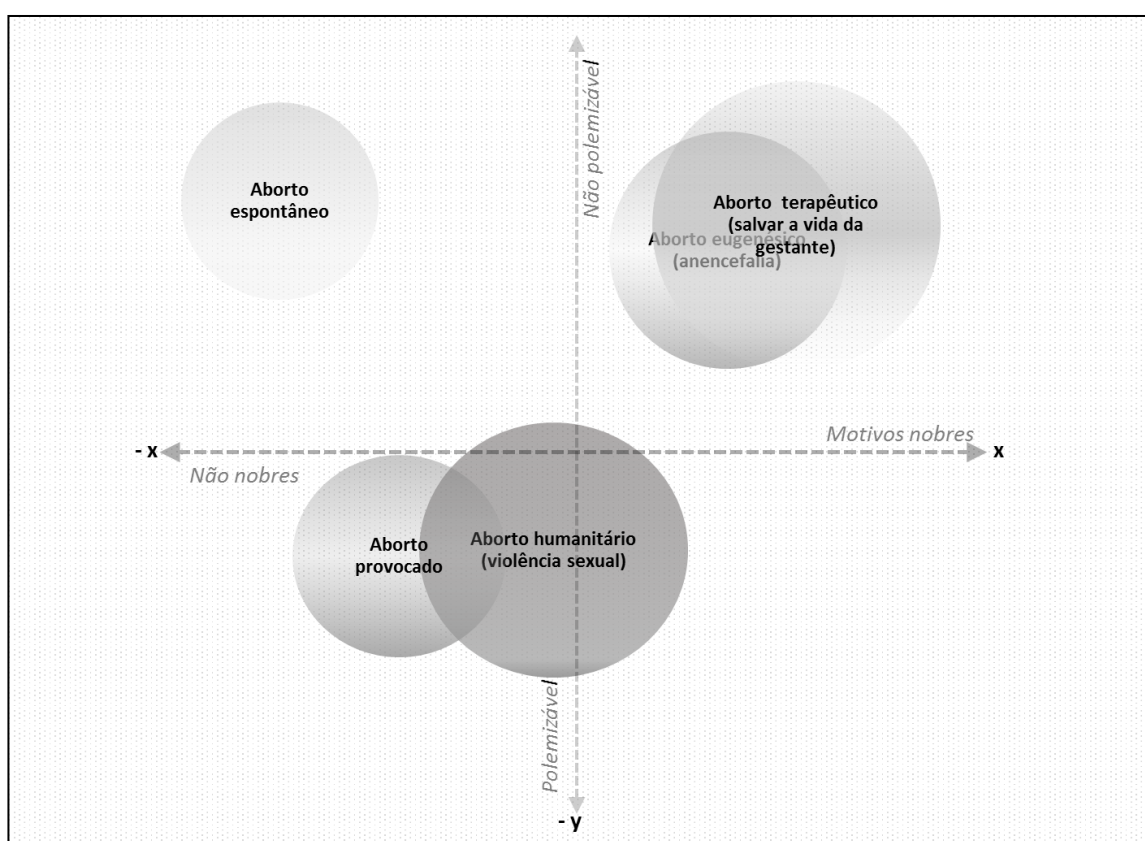 Não polemizável
Aborto
espontâneo
Aborto terapêutico
(salvar a vida da
gestante)
Aborto eugenésico
(anencefalia)
Motivos nobres
- x
x
Não nobres
Aborto
provocado
Aborto humanitário
(violência sexual)
Polemizável
- y